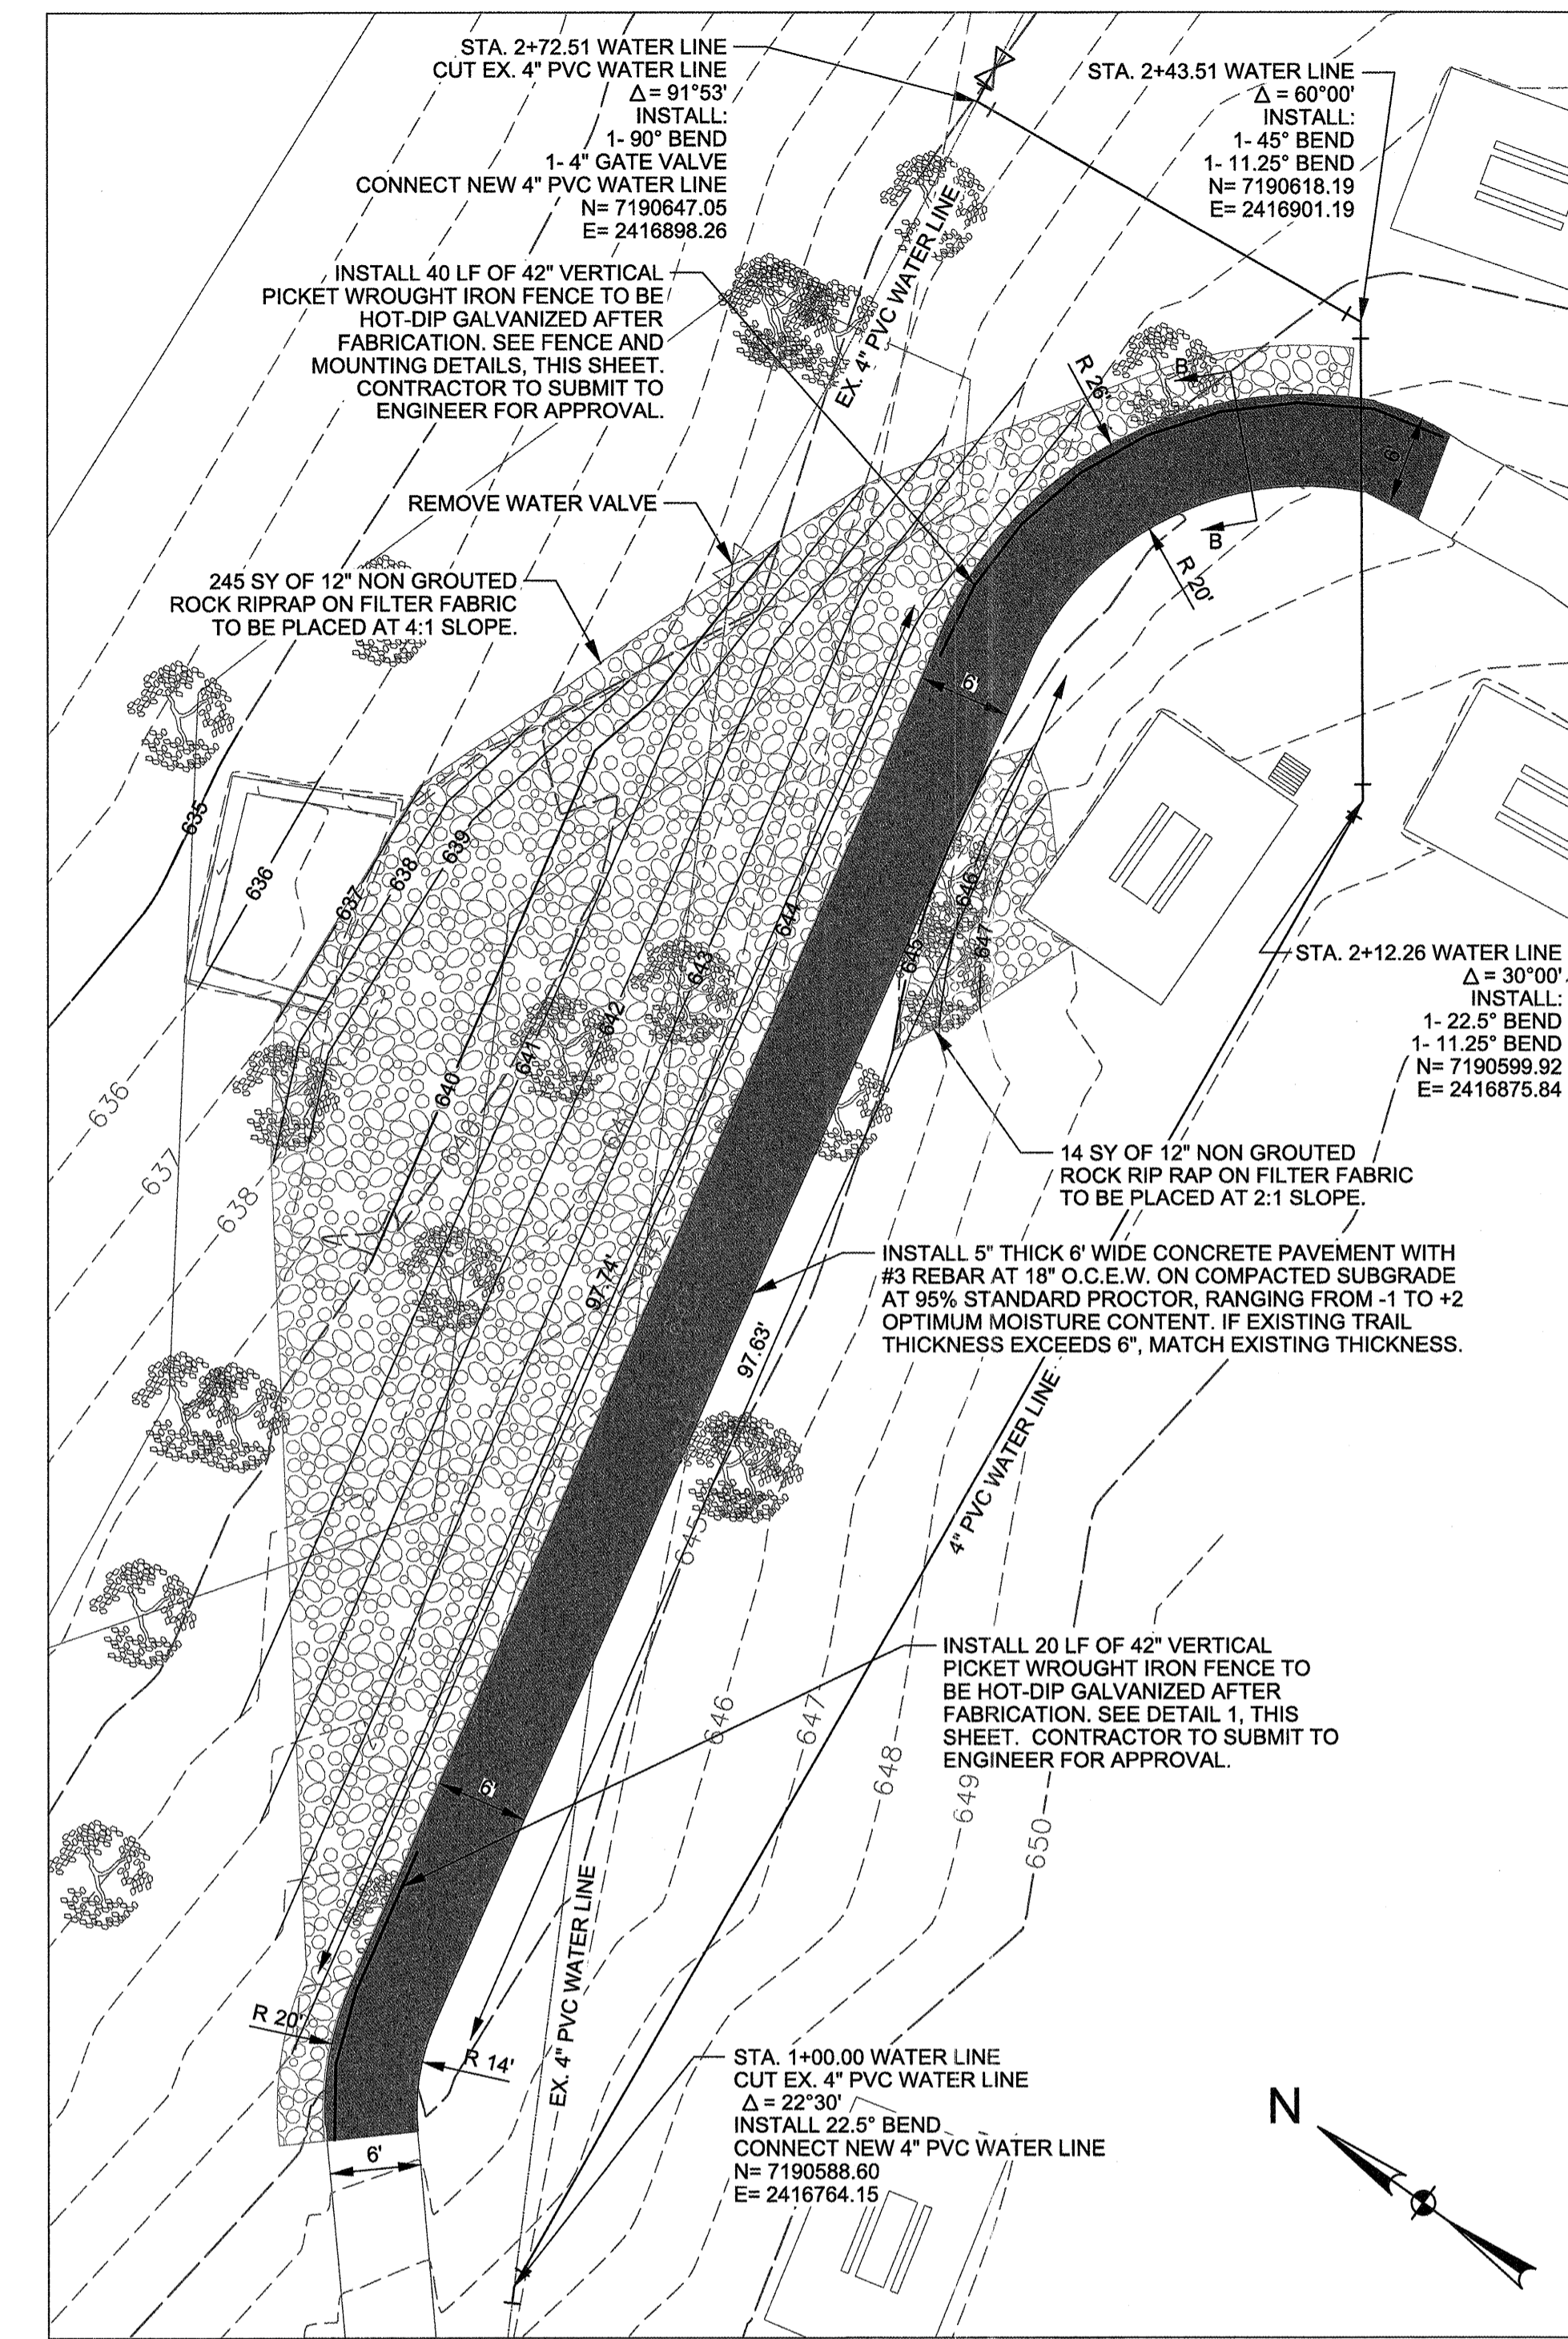 STA. 2+72.51 WATER LINE
CUT EX. 4" PVC WATER LINE
Δ = 91°53'
INSTALL:
1- 90° BEND
1- 4" GATE VALVE
CONNECT NEW 4" PVC WATER LINE
N= 7190647.05
E= 2416898.26
STA. 2+43.51 WATER LINE
Δ = 60°00'
INSTALL:
1- 45° BEND
1- 11.25° BEND
N= 7190618.19
E= 2416901.19
INSTALL 40 LF OF 42" VERTICAL
PICKET WROUGHT IRON FENCE TO BE
HOT-DIP GALVANIZED AFTER
FABRICATION. SEE FENCE AND
MOUNTING DETAILS, THIS SHEET.
CONTRACTOR TO SUBMIT TO
ENGINEER FOR APPROVAL.
EX. 4" PVC WATER LINE
R 26'
B
6'
B
R 20'
REMOVE WATER VALVE
245 SY OF 12" NON GROUTED
ROCK RIPRAP ON FILTER FABRIC
TO BE PLACED AT 4:1 SLOPE.
6'
635
636
637
638
639
640
641
642
643
644
645
646
647
STA. 2+12.26 WATER LINE
Δ = 30°00'
INSTALL:
1- 22.5° BEND
1- 11.25° BEND
N= 7190599.92
E= 2416875.84
636
637
638
640
14 SY OF 12" NON GROUTED
ROCK RIP RAP ON FILTER FABRIC
TO BE PLACED AT 2:1 SLOPE.
INSTALL 5" THICK 6' WIDE CONCRETE PAVEMENT WITH
#3 REBAR AT 18" O.C.E.W. ON COMPACTED SUBGRADE
AT 95% STANDARD PROCTOR, RANGING FROM -1 TO +2
OPTIMUM MOISTURE CONTENT. IF EXISTING TRAIL
THICKNESS EXCEEDS 6", MATCH EXISTING THICKNESS.
97.74'
97.63'
4" PVC WATER LINE
645
INSTALL 20 LF OF 42" VERTICAL
PICKET WROUGHT IRON FENCE TO
BE HOT-DIP GALVANIZED AFTER
FABRICATION. SEE DETAIL 1, THIS
SHEET. CONTRACTOR TO SUBMIT TO
ENGINEER FOR APPROVAL.
646
647
648
649
650
6'
EX. 4" PVC WATER LINE
R 20'
R 14'
STA. 1+00.00 WATER LINE
CUT EX. 4" PVC WATER LINE
Δ = 22°30'
INSTALL 22.5° BEND
CONNECT NEW 4" PVC WATER LINE
N= 7190588.60
E= 2416764.15
6'
N